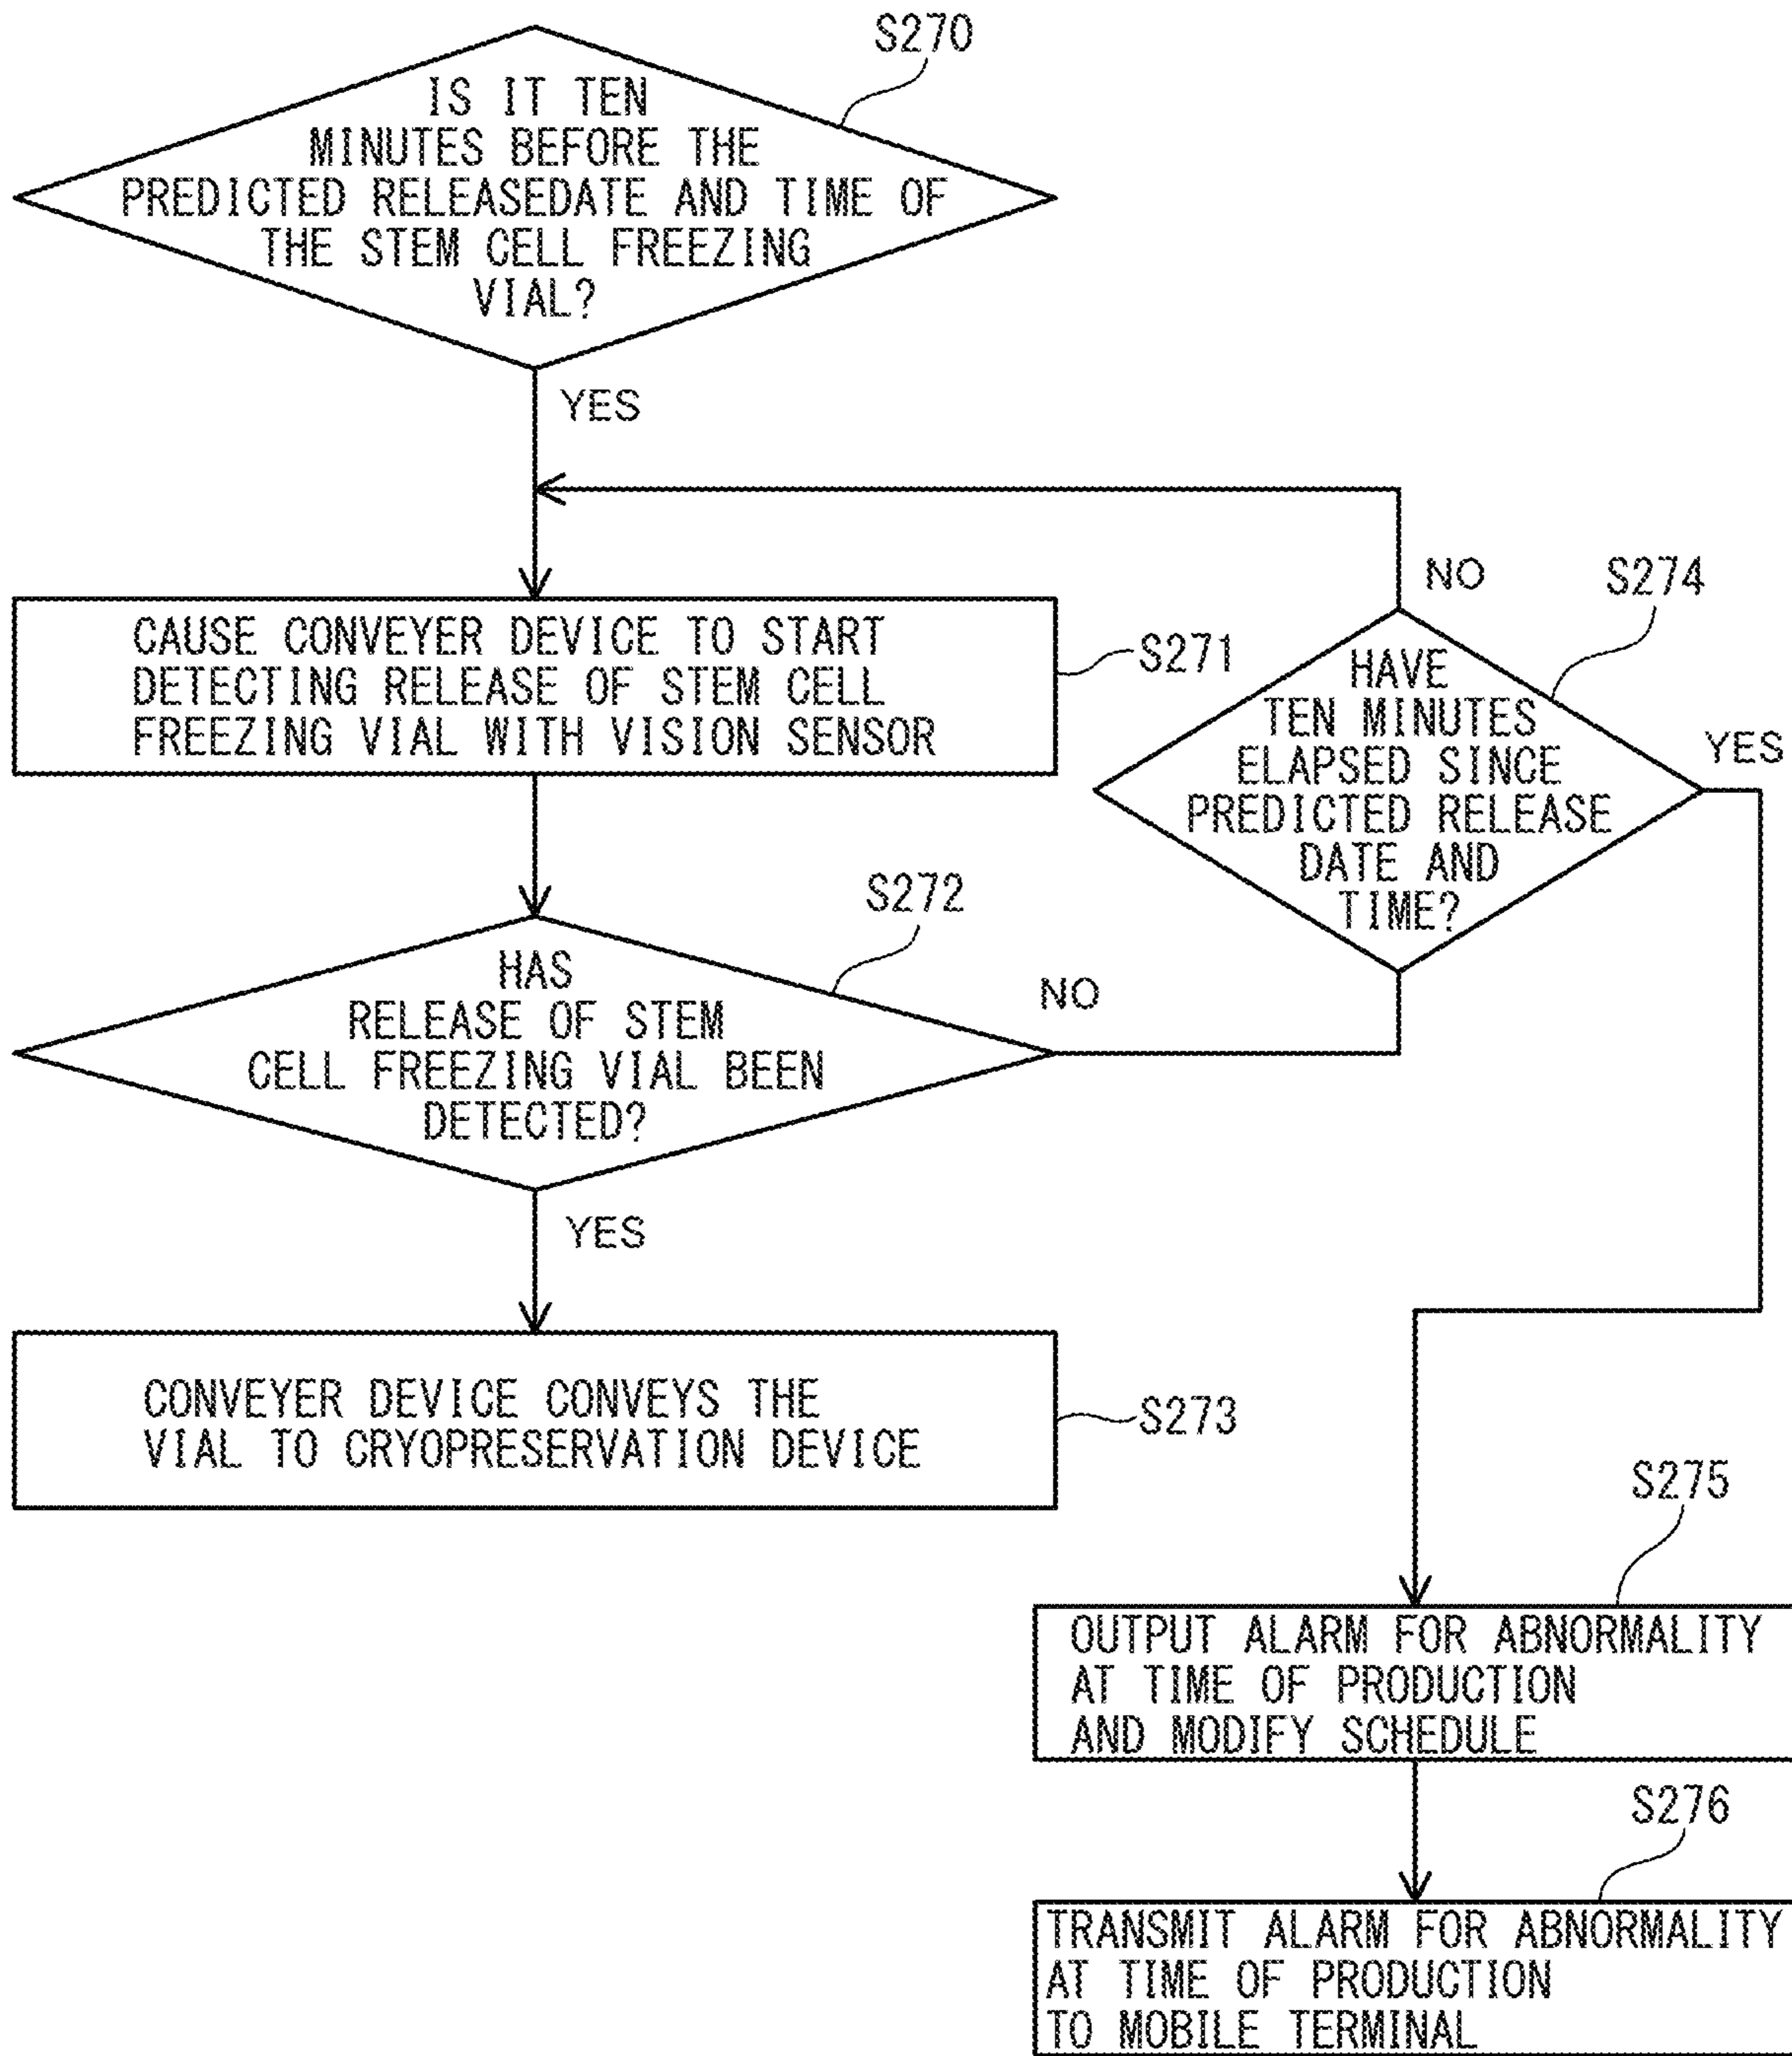 S270
IS IT TEN
MINUTES BEFORE THE
PREDICTED RELEASEDATE AND TIME OF
THE STEM CELL FREEZING
VIAL?
YES
NO
S274
CAUSE CONVEYER DEVICE TO START
DETECTING RELEASE OF STEM CELL
FREEZING VIAL WITH VISION SENSOR
S271
HAVE
TEN MINUTES
ELAPSED SINCE
PREDICTED RELEASE
DATE AND
TIME?
YES
S272
HAS
RELEASE OF STEM
CELL FREEZING VIAL BEEN
DETECTED?
NO
YES
CONVEYER DEVICE CONVEYS THE
VIAL TO CRYOPRESERVATION DEVICE
S273
S275
OUTPUT ALARM FOR ABNORMALITY
AT TIME OF PRODUCTION
AND MODIFY SCHEDULE
S276
TRANSMIT ALARM FOR ABNORMALITY
AT TIME OF PRODUCTION
TO MOBILE TERMINAL